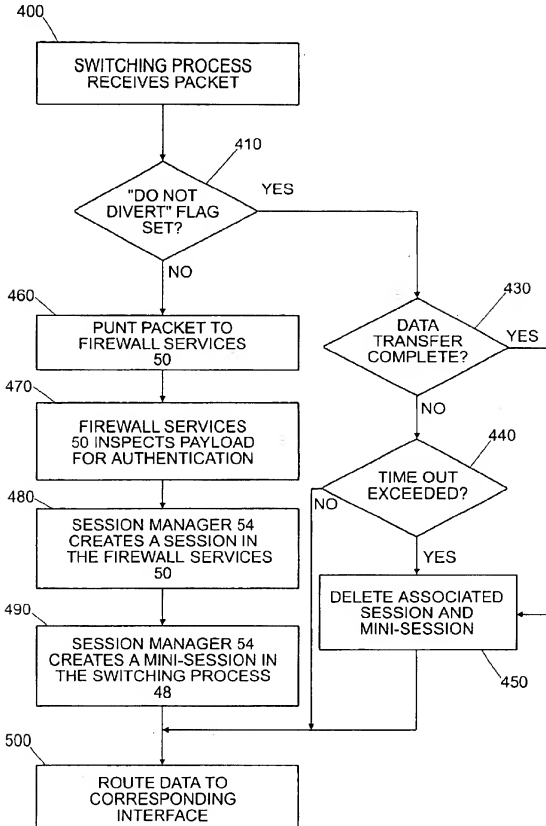 400
SWITCHING PROCESS
RECEIVES PACKET
410
"DO NOT
DIVERT" FLAG
SET?
YES
NO
460
PUNT PACKET TO
FIREWALL SERVICES
50
430
DATA
TRANSFER
COMPLETE?
YES
NO
470
FIREWALL SERVICES
50 INSPECTS PAYLOAD
FOR AUTHENTICATION
440
TIME OUT
EXCEEDED?
NO
YES
480
SESSION MANAGER 54
CREATES A SESSION IN
THE FIREWALL SERVICES
50
DELETE ASSOCIATED
SESSION AND
MINI-SESSION
450
490
SESSION MANAGER 54
CREATES A MINI-SESSION IN
THE SWITCHING PROCESS
48
500
ROUTE DATA TO
CORRESPONDING
INTERFACE